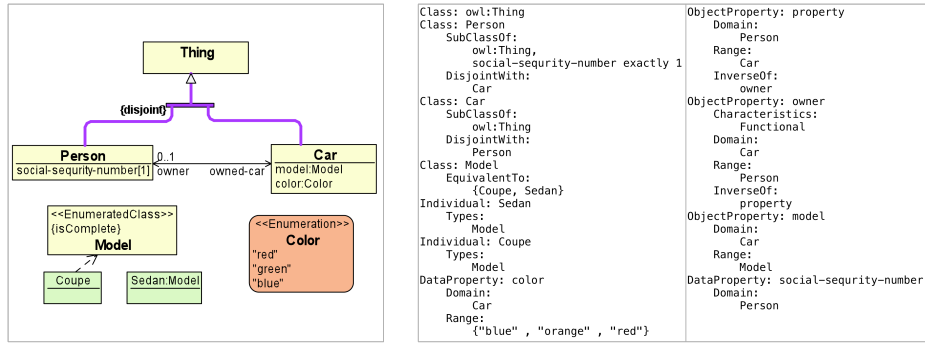 Thing
{disjoint}
Person
social-sequrity-number[1]
0..1
owner
owned-car
Car
model:Model
color:Color
<<EnumeratedClass>>
{isComplete}
Model
Coupe
Sedan:Model
<<Enumeration>>
Color
"red"
"green"
"blue"
Class: owl:Thing
Class: Person
SubClassOf:
owl:Thing,
social-sequrity-number exactly 1
DisjointWith:
Car
Class: Car
SubClassOf:
owl:Thing
DisjointWith:
Person
Class: Model
EquivalentTo:
{Coupe, Sedan}
Individual: Sedan
Types:
Model
Individual: Coupe
Types:
Model
DataProperty: color
Domain:
Car
Range:
{"blue" , "orange" , "red"}
ObjectProperty: property
Domain:
Person
Range:
Car
InverseOf:
owner
ObjectProperty: owner
Characteristics:
Functional
Domain:
Car
Range:
Person
InverseOf:
property
ObjectProperty: model
Domain:
Car
Range:
Model
DataProperty: social-sequrity-number
Domain:
Person